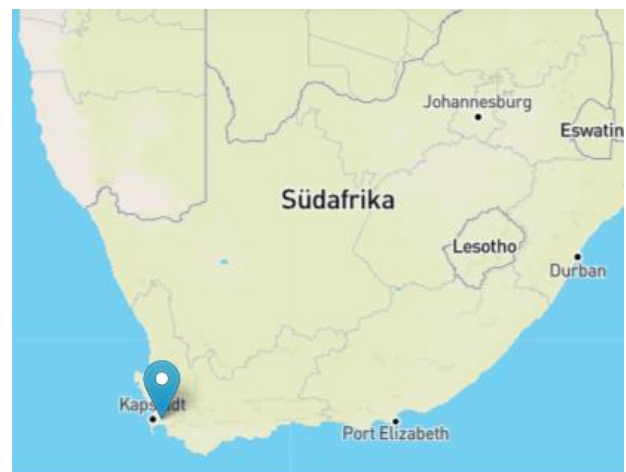 Johannesburg
Eswatin
Südafrika
Lesotho
Durban
Port Elizabeth